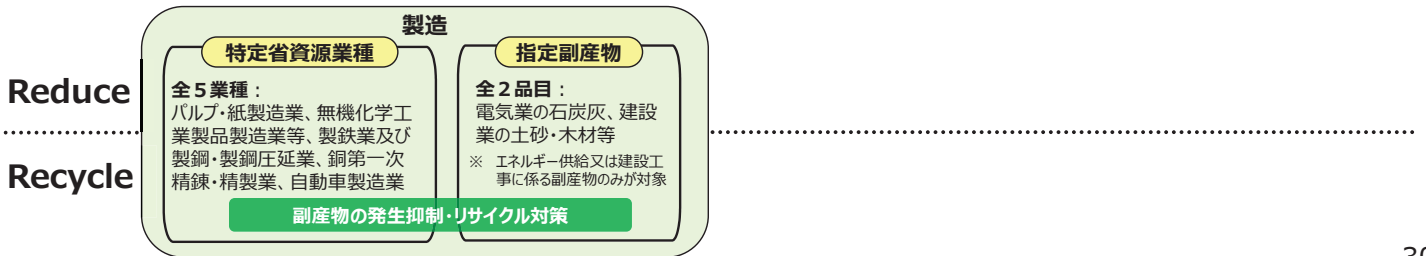 製造
特定省資源業種
指定副産物
Reduce
Recycle
全５業種：
パルプ・紙製造業、無機化学工
業製品製造業等、製鉄業及び
製鋼・製鋼圧延業、銅第一次
精錬・精製業、自動車製造業
全２品目：
電気業の石炭灰、建設
業の土砂・木材等
※ エネルギー供給又は建設工
事に係る副産物のみが対象
副産物の発生抑制・リサイクル対策